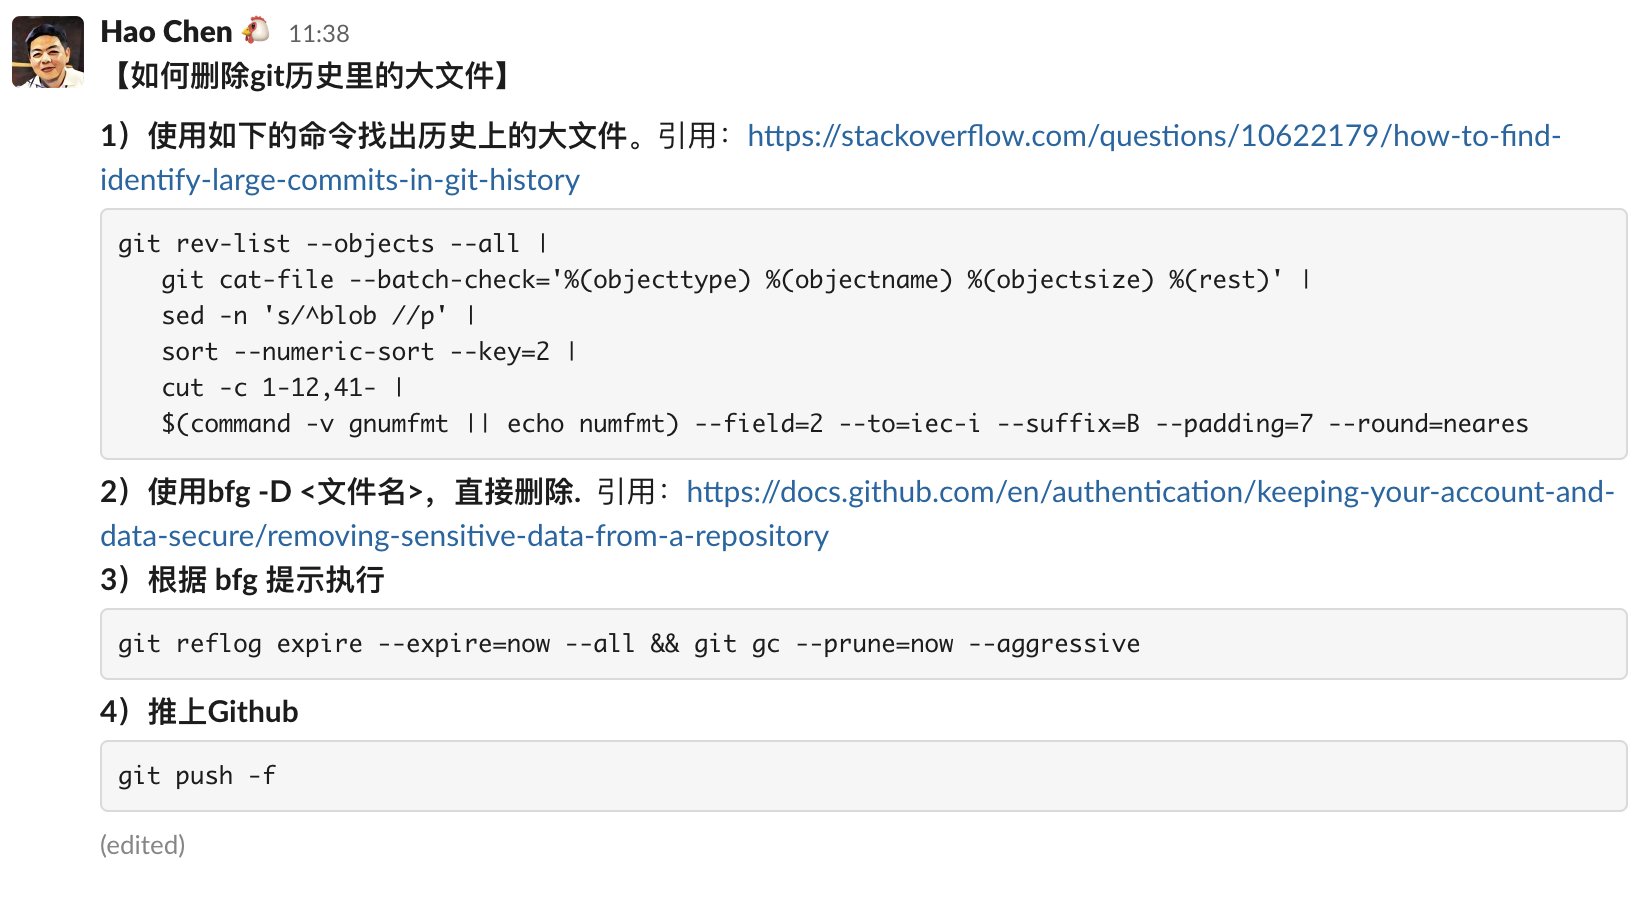 Hao Chen 🐔 11:38
【如何删除git历史里的大文件】
1）使用如下的命令找出历史上的大文件。引用：https://stackoverflow.com/questions/10622179/how-to-find-
identify-large-commits-in-git-history
git rev-list --objects --all |
   git cat-file --batch-check='%(objecttype) %(objectname) %(objectsize) %(rest)' |
   sed -n 's/^blob //p' |
   sort --numeric-sort --key=2 |
   cut -c 1-12,41- |
   $(command -v gnumfmt || echo numfmt) --field=2 --to=iec-i --suffix=B --padding=7 --round=neares
2）使用bfg -D <文件名>，直接删除. 引用：https://docs.github.com/en/authentication/keeping-your-account-and-
data-secure/removing-sensitive-data-from-a-repository
3）根据 bfg 提示执行
git reflog expire --expire=now --all && git gc --prune=now --aggressive
4）推上Github
git push -f
(edited)